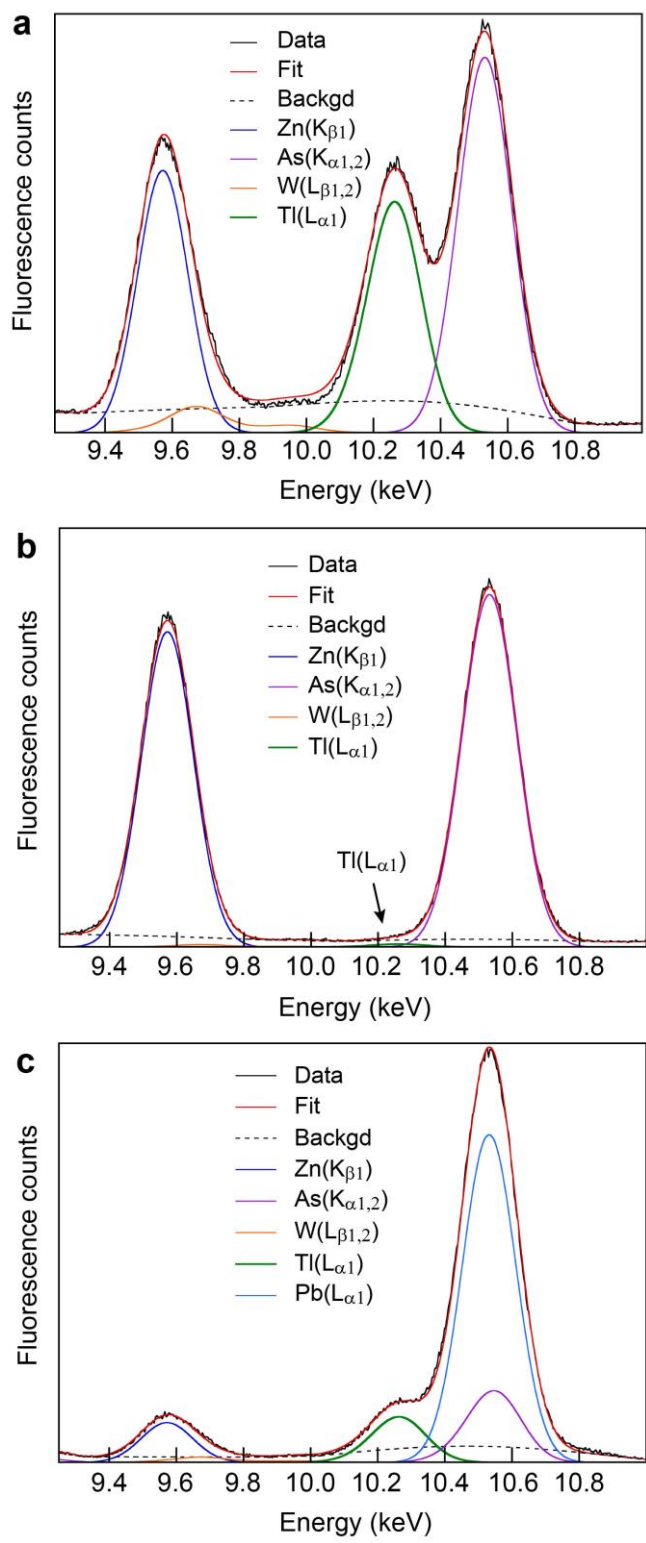 a
Data
Fit
Backgd
Zn(Kβ1)
As(Kα1,2)
W(Lβ1,2)
Tl(Lα1)
Fluorescence counts
9.4 9.6 9.8 10.0 10.2 10.4 10.6 10.8
Energy (keV)
b
Data
Fit
Backgd
Zn(Kβ1)
As(Kα1,2)
W(Lβ1,2)
Tl(Lα1)
Tl(Lα1)
Fluorescence counts
9.4 9.6 9.8 10.0 10.2 10.4 10.6 10.8
Energy (keV)
c
Data
Fit
Backgd
Zn(Kβ1)
As(Kα1,2)
W(Lβ1,2)
Tl(Lα1)
Pb(Lα1)
Fluorescence counts
9.4 9.6 9.8 10.0 10.2 10.4 10.6 10.8
Energy (keV)